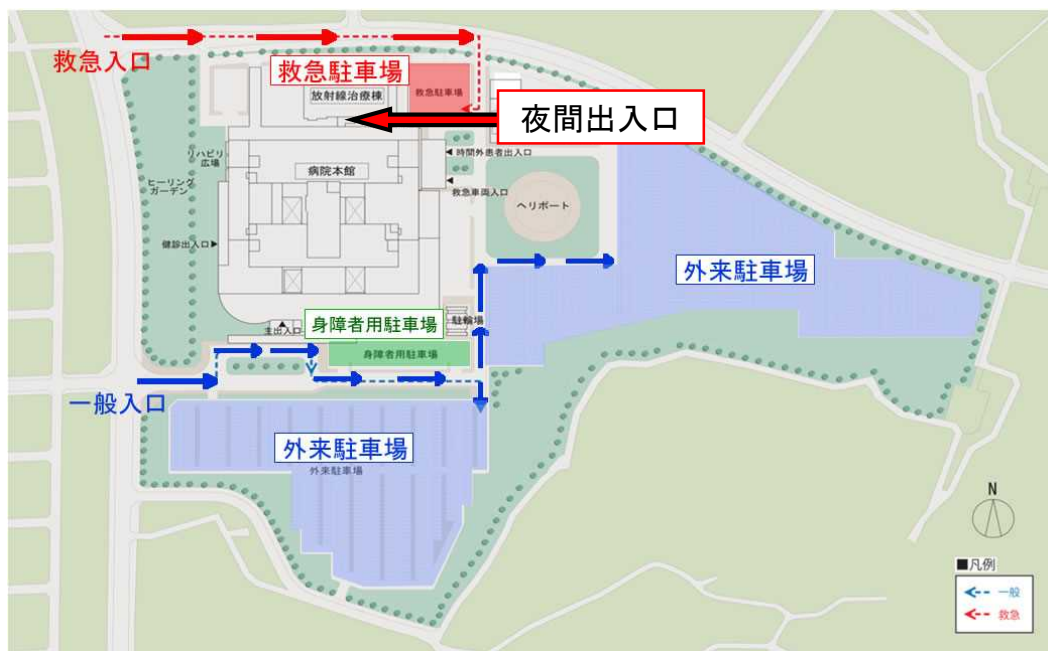 救急入口
救急駐車場
放射線治療棟
救急駐車場
夜間出入口
リハビリ
広場
◀ 時間外患者出入口
病院本館
ヒーリング
ガーデン
◀ 救急車両入口
ヘリポート
健診出入口▶
外来駐車場
身障者用駐車場
駐輪場
主出入口
身障者用駐車場
一般入口
外来駐車場
外来駐車場
N
■凡例
一般
救急